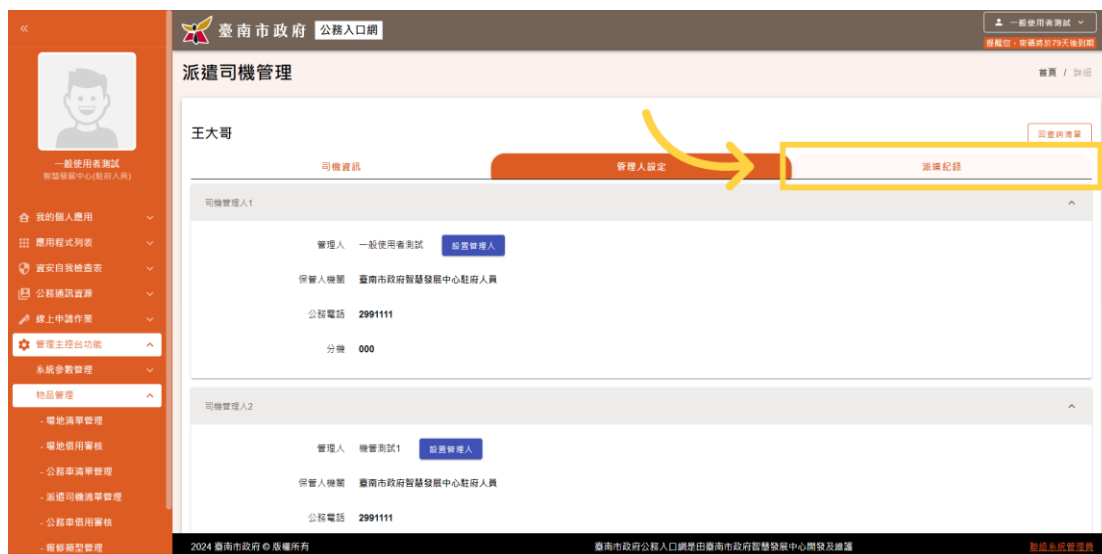 «
臺南市政府 公務入口網
一般使用者測試
提醒您，密碼將於79天後到期
派遣司機管理
首頁 / 詳細
王大哥
回查詢清單
司機資訊
管理人設定
派遣紀錄
一般使用者測試
智慧發展中心(駐府人員)
我的個人應用
應用程式列表
資安自我檢查表
公務通訊資源
線上申請作業
管理主控台功能
系統參數管理
物品管理
- 場地清單管理
- 場地借用審核
- 公務車清單管理
- 派遣司機清單管理
- 公務車借用審核
- 報修類型管理
司機管理人1
管理人 一般使用者測試 設置管理人
保管人機關 臺南市政府智慧發展中心駐府人員
公務電話 2991111
分機 000
司機管理人2
管理人 機管測試1 設置管理人
保管人機關 臺南市政府智慧發展中心駐府人員
公務電話 2991111
2024 臺南市政府 © 版權所有
臺南市政府公務入口網是由臺南市政府智慧發展中心開發及維護
聯絡系統管理員